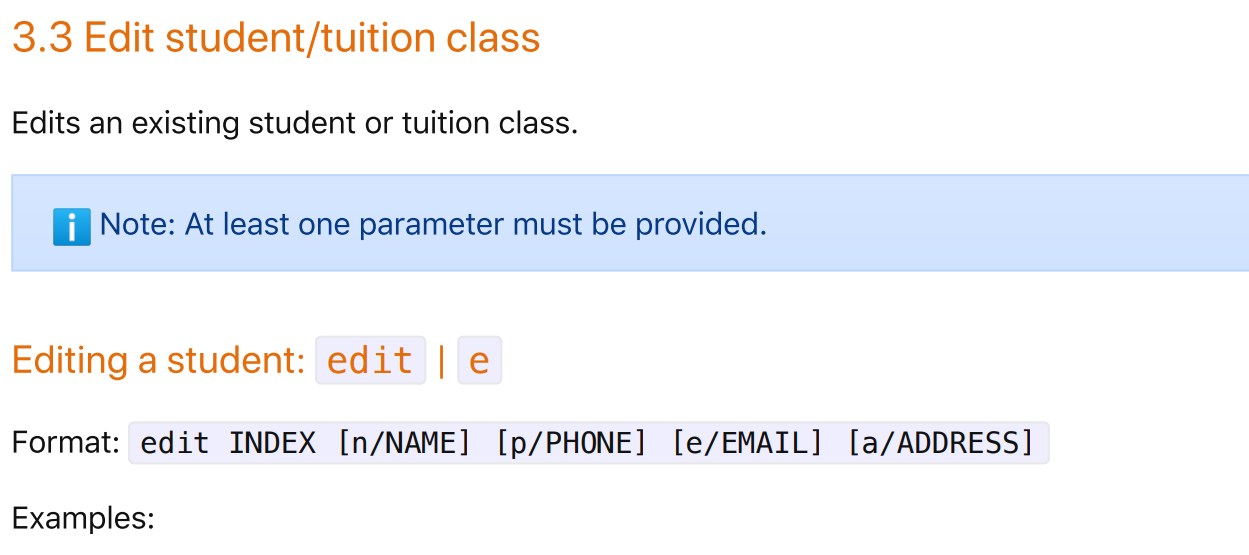 3.3 Edit student/tuition class
Edits an existing student or tuition class.
ℹ️ Note: At least one parameter must be provided.
Editing a student: edit | e
Format: edit INDEX [n/NAME] [p/PHONE] [e/EMAIL] [a/ADDRESS]
Examples: